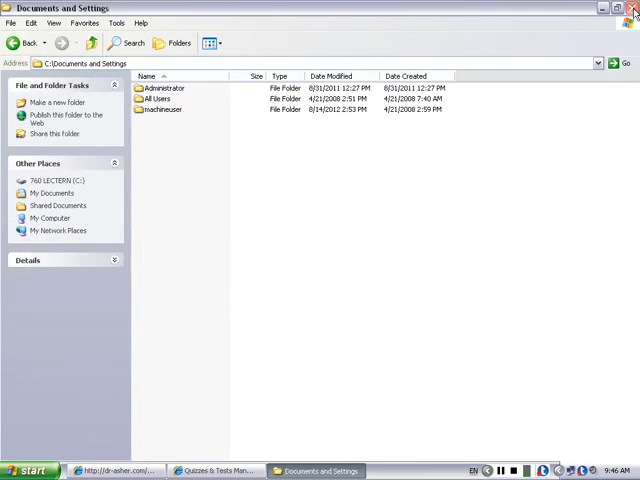 Documents and Settings
File Edit View Favorites Tools Help
Back Search Folders
Address C:\Documents and Settings Go
File and Folder Tasks
Make a new folder
Publish this folder to the Web
Share this folder
Other Places
760 LECTERN (C:)
My Documents
Shared Documents
My Computer
My Network Places
Details
Name Size Type Date Modified Date Created
Administrator File Folder 8/31/2011 12:27 PM 8/31/2011 12:27 PM
All Users File Folder 4/21/2008 2:51 PM 4/21/2008 7:40 AM
machineuser File Folder 8/14/2012 2:53 PM 4/21/2008 2:59 PM
start http://dr-asher.com/... Quizzes & Tests Man... Documents and Settings EN 9:46 AM